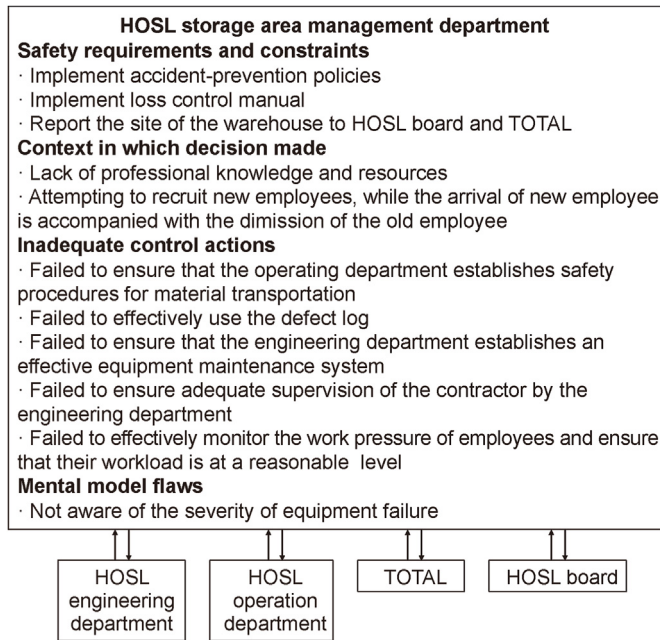 HOSL storage area management department
Safety requirements and constraints
· Implement accident-prevention policies
· Implement loss control manual
· Report the site of the warehouse to HOSL board and TOTAL
Context in which decision made
· Lack of professional knowledge and resources
· Attempting to recruit new employees, while the arrival of new employee
is accompanied with the dimission of the old employee
Inadequate control actions
· Failed to ensure that the operating department establishes safety
procedures for material transportation
· Failed to effectively use the defect log
· Failed to ensure that the engineering department establishes an
effective equipment maintenance system
· Failed to ensure adequate supervision of the contractor by the
engineering department
· Failed to effectively monitor the work pressure of employees and ensure
that their workload is at a reasonable level
Mental model flaws
· Not aware of the severity of equipment failure
HOSL
engineering
department
HOSL
operation
department
TOTAL
HOSL board